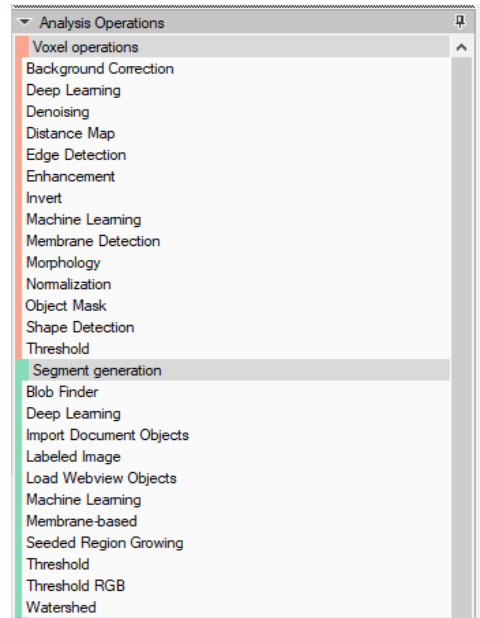 Analysis Operations
Voxel operations
Background Correction
Deep Learning
Denoising
Distance Map
Edge Detection
Enhancement
Invert
Machine Learning
Membrane Detection
Morphology
Normalization
Object Mask
Shape Detection
Threshold
Segment generation
Blob Finder
Deep Learning
Import Document Objects
Labeled Image
Load Webview Objects
Machine Learning
Membrane-based
Seeded Region Growing
Threshold
Threshold RGB
Watershed